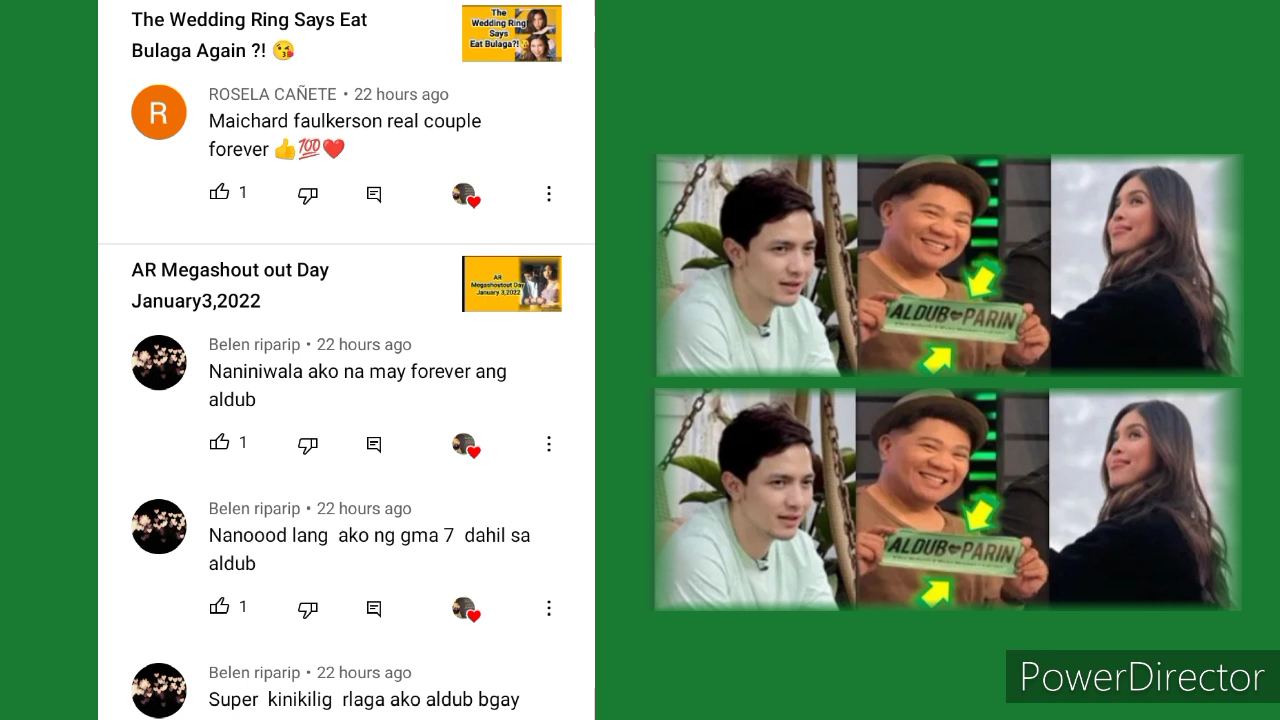 The Wedding Ring Says Eat
Bulaga Again ?! 😘
The
Wedding Ring
Says
Eat Bulaga?!
R
ROSELA CAÑETE • 22 hours ago
Maichard faulkerson real couple
forever 👍💯❤️
1
AR Megashout out Day
January3,2022
AR
Megashoutout Day
January 3,2022
Belen riparip • 22 hours ago
Naniniwala ako na may forever ang
aldub
1
Belen riparip • 22 hours ago
Nanoood lang ako ng gma 7 dahil sa
aldub
1
Belen riparip • 22 hours ago
Super kinikilig rlaga ako aldub bgay
ALDUB❤PARIN
ALDUB❤PARIN
PowerDirector